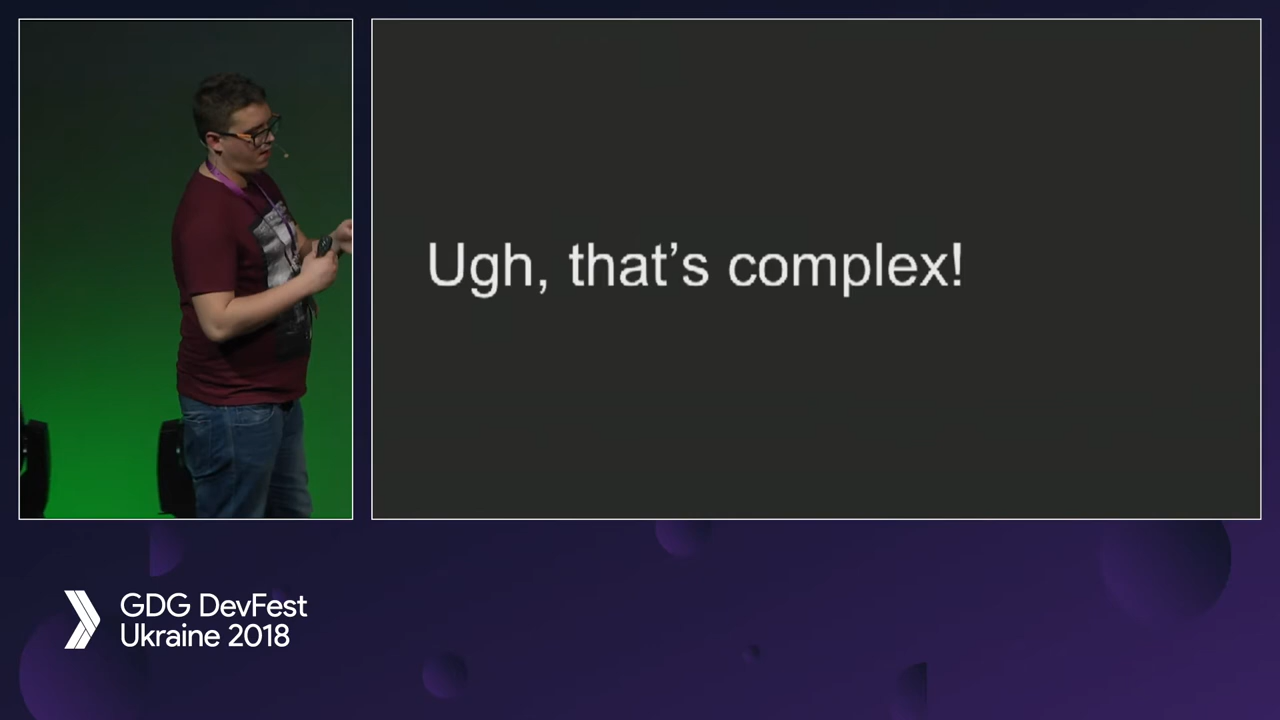 Ugh, that’s complex!
GDG DevFest
Ukraine 2018